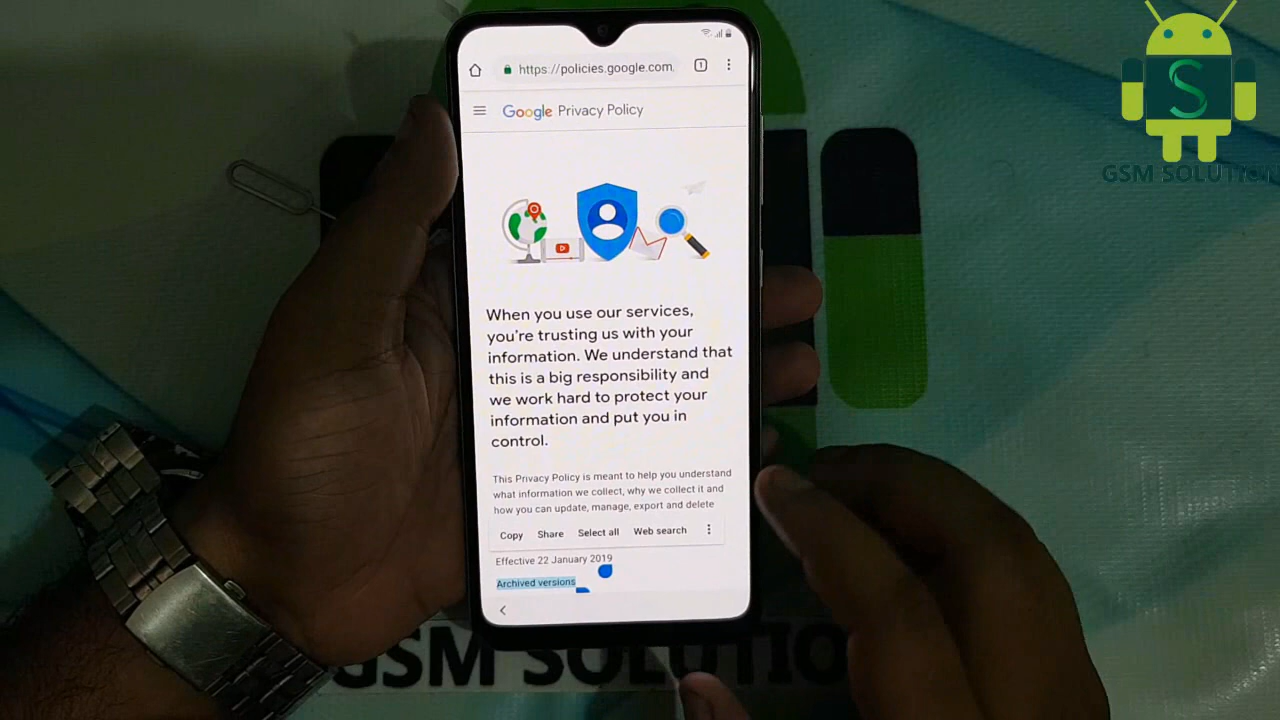 https://policies.google.com
1
Google Privacy Policy
When you use our services,
you're trusting us with your
information. We understand that
this is a big responsibility and
we work hard to protect your
information and put you in
control.
This Privacy Policy is meant to help you understand
what information we collect, why we collect it and
how you can update, manage, export and delete
Copy Share Select all Web search
Effective 22 January 2019
Archived versions
S
GSM SOLUTION
GSM SOLUTIO